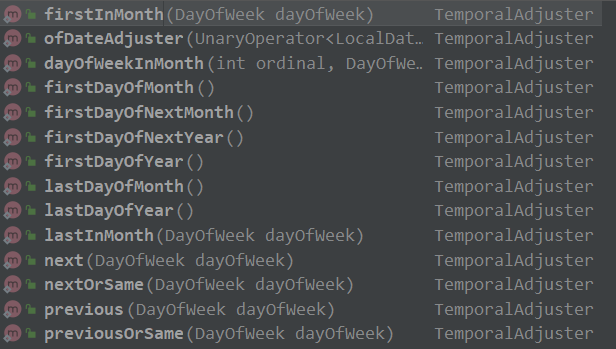 firstInMonth(DayOfWeek dayOfWeek) TemporalAdjuster
ofDateAdjuster(UnaryOperator<LocalDat… TemporalAdjuster
dayOfWeekInMonth(int ordinal, DayOfWe… TemporalAdjuster
firstDayOfMonth() TemporalAdjuster
firstDayOfNextMonth() TemporalAdjuster
firstDayOfNextYear() TemporalAdjuster
firstDayOfYear() TemporalAdjuster
lastDayOfMonth() TemporalAdjuster
lastDayOfYear() TemporalAdjuster
lastInMonth(DayOfWeek dayOfWeek) TemporalAdjuster
next(DayOfWeek dayOfWeek) TemporalAdjuster
nextOrSame(DayOfWeek dayOfWeek) TemporalAdjuster
previous(DayOfWeek dayOfWeek) TemporalAdjuster
previousOrSame(DayOfWeek dayOfWeek) TemporalAdjuster